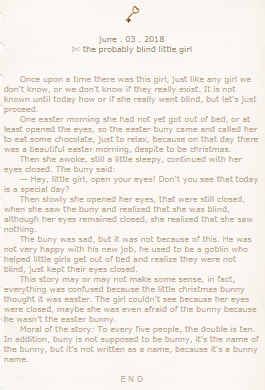 June . 03 . 2018
✄ the probably blind little girl
Once upon a time there was this girl, just like any girl we
don't know, or we don't know if they really exist. It is not
known until today how or if she really went blind, but let's just
proceed.
One easter morning she had not yet got out of bed, or at
least opened the eyes, so the easter buny came and called her
to eat some chocolate, just to relax, because on that day there
was a beautiful easter morning, despite to be christmas.
Then she awoke, still a little sleepy, continued with her
eyes closed. The buny said:
— Hey, little girl, open your eyes! Don't you see that today
is a special day?
Then slowly she opened her eyes, that were still closed,
when she saw the buny and realized that she was blind,
although her eyes remained closed, she realized that she saw
nothing.
The buny was sad, but it was not because of this. He was
not very happy with his new job, he used to be a goblin who
helped little girls get out of bed and realize they were not
blind, just kept their eyes closed.
This story may or may not make some sense, in fact,
everything was confused because the little christmas bunny
thought it was easter. The girl couldn't see because her eyes
were closed, maybe she was even afraid of the bunny because
he wasn't the easter bunny.
Moral of the story: To every five people, the double is ten.
In addition, buny is not supposed to be bunny, it's the name of
the bunny, but it's not written as a name, because it's a bunny
name.
END